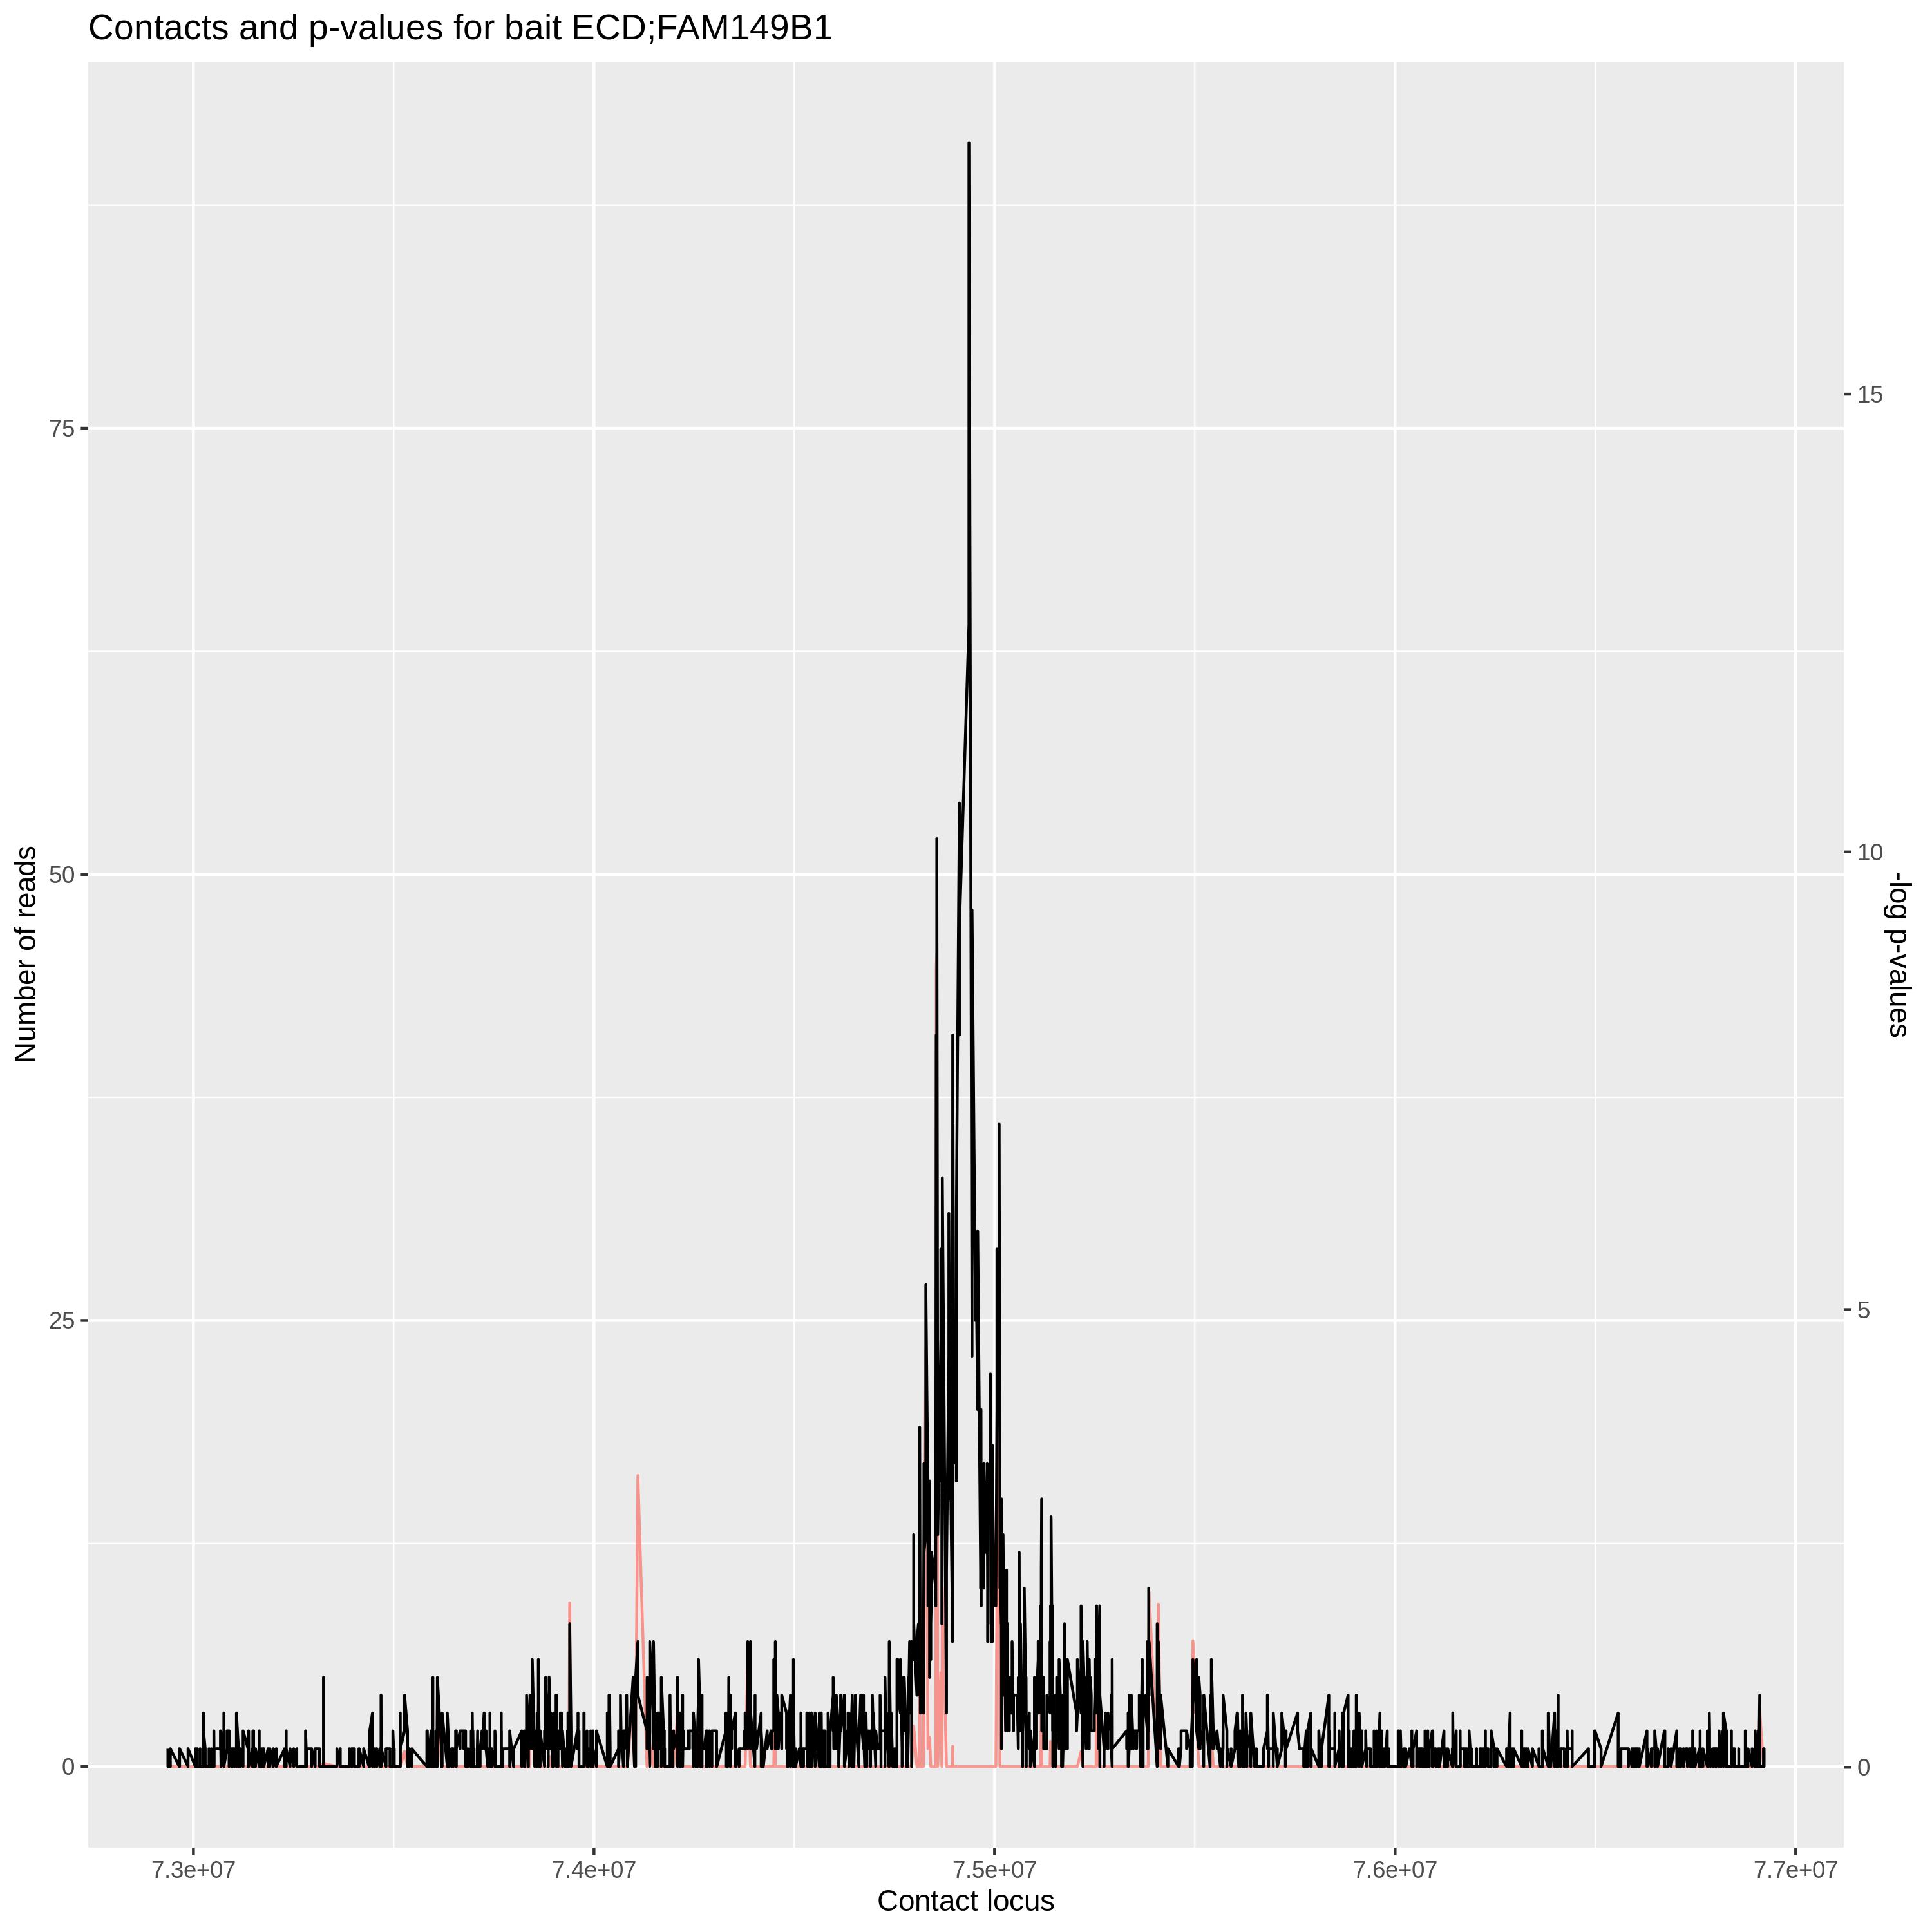 Contacts and p-values for bait ECD;FAM149B1
Number of reads
75
50
25
0
15
10
5
0
-log p-values
7.3e+07
7.4e+07
7.5e+07
7.6e+07
7.7e+07
Contact locus